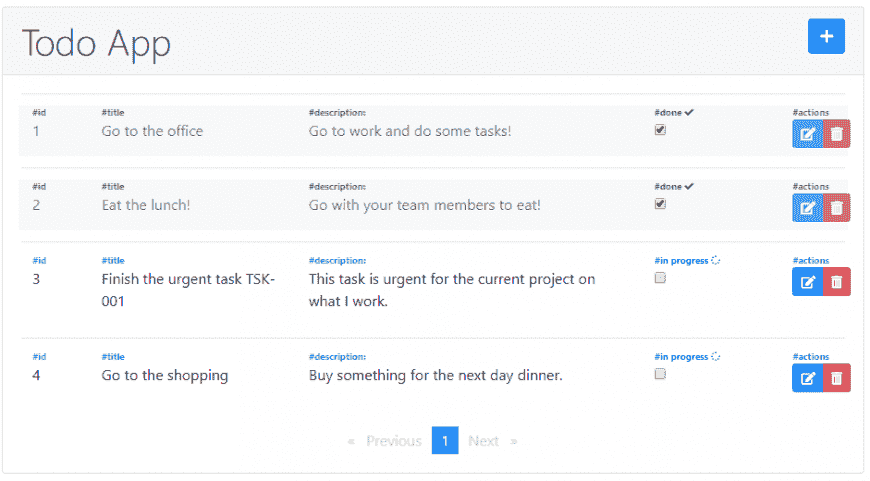 Todo App
+
#id #title #description: #done ✔ #actions
1 Go to the office Go to work and do some tasks!
#id #title #description: #done ✔ #actions
2 Eat the lunch! Go with your team members to eat!
#id #title #description: #in progress #actions
3 Finish the urgent task TSK- This task is urgent for the current project on
001 what I work.
#id #title #description: #in progress #actions
4 Go to the shopping Buy something for the next day dinner.
« Previous 1 Next »